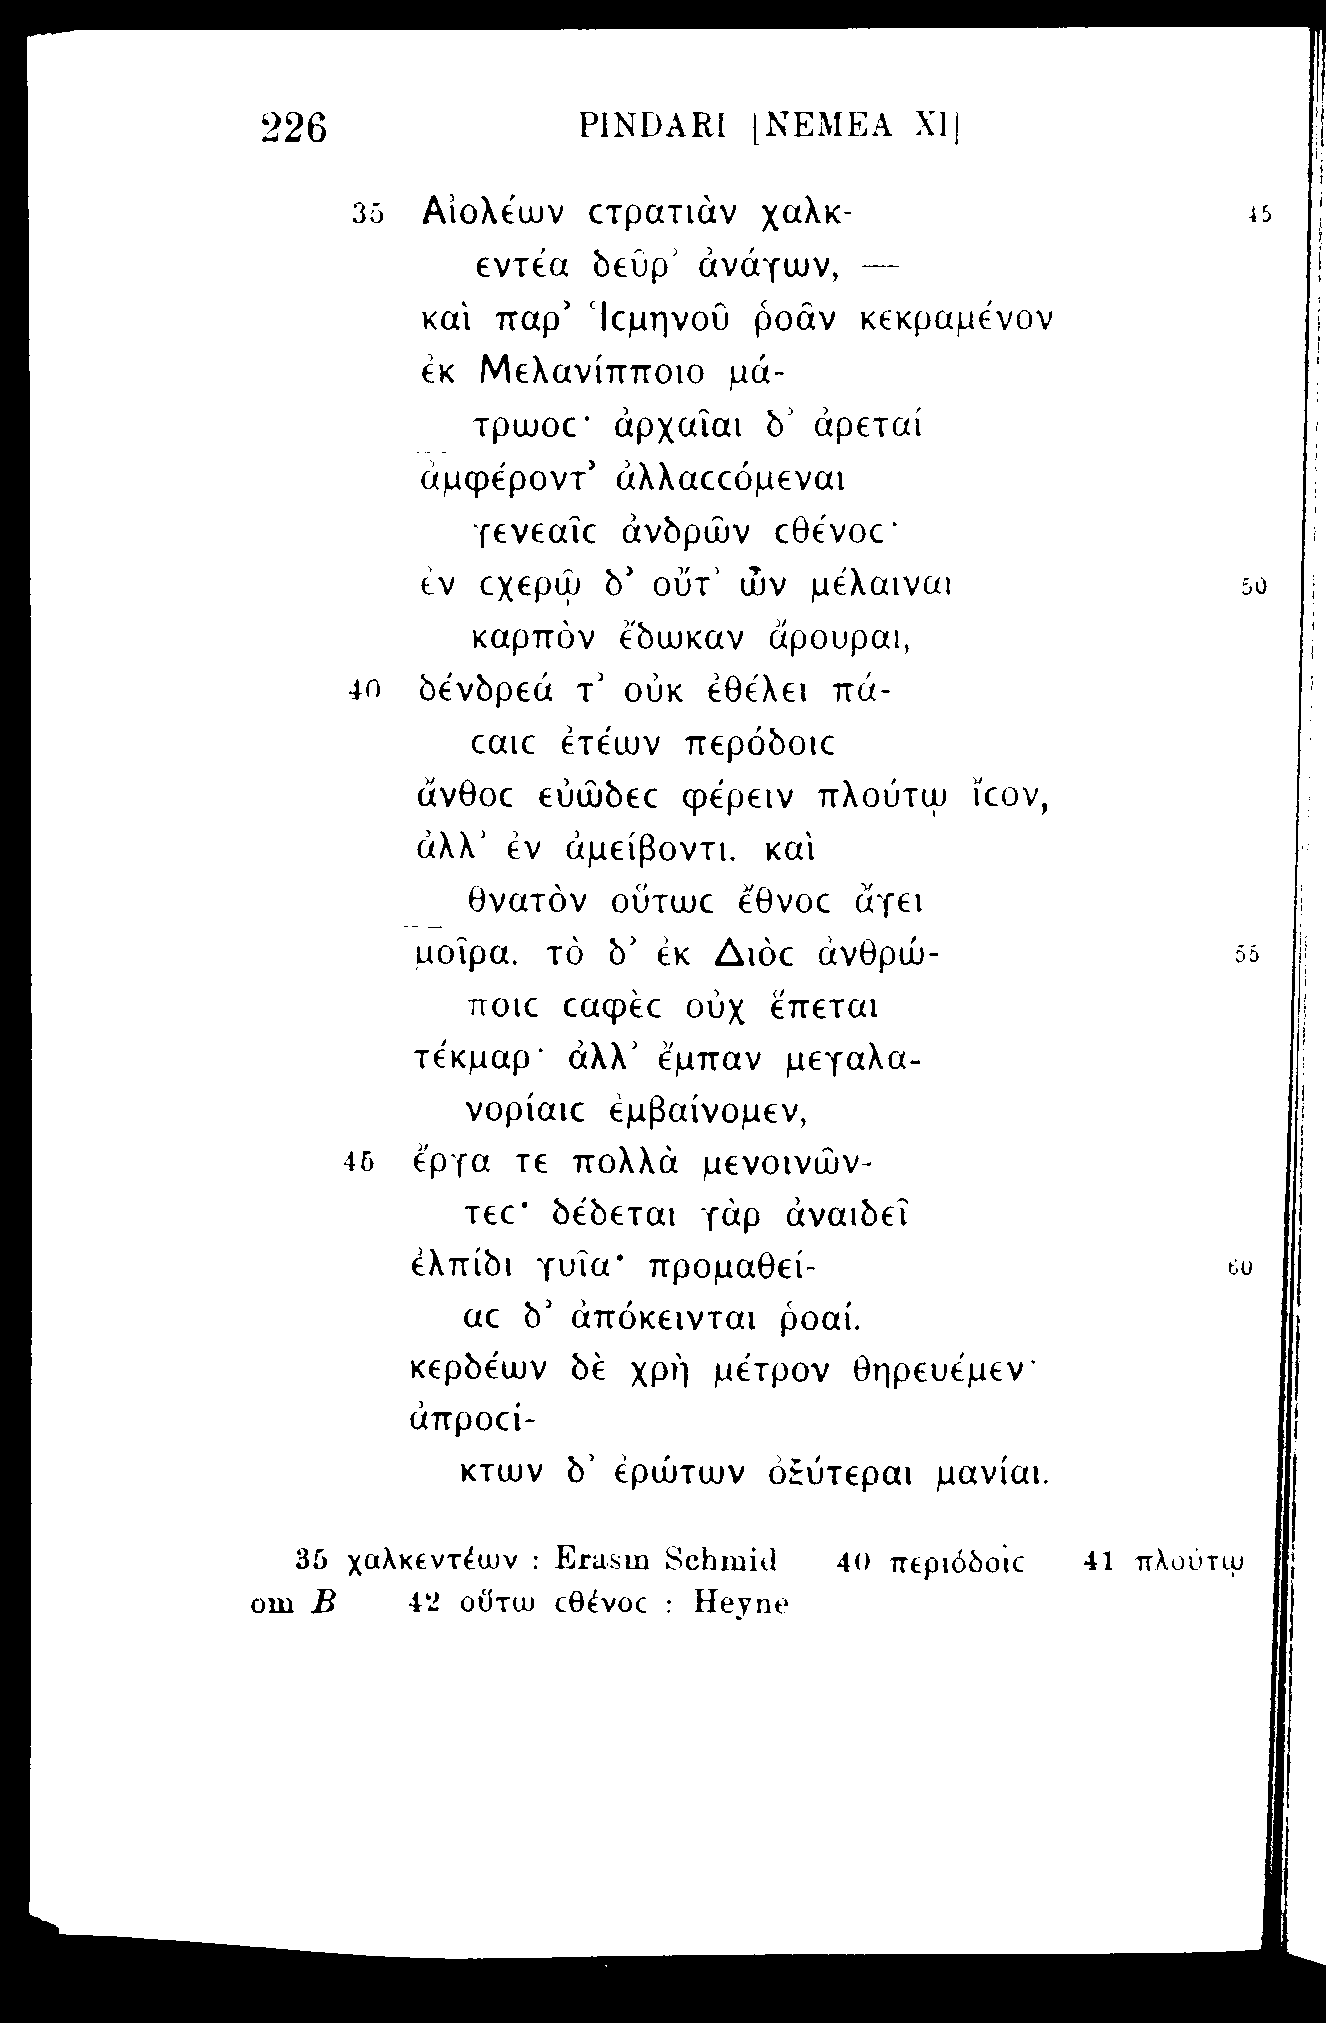 226 PINDARI [NEMEA XI]
35 Αἰολέων ϲτρατιὰν χαλκ- 45
εντέα δεῦρ’ ἀνάγων, —
καὶ παρ’ Ἱϲμηνοῦ ῥοᾶν κεκραμένον
ἐκ Μελανίπποιο μά-
τρωοϲ· ἀρχαῖαι δ’ ἀρεταί
ἀμφέροντ’ ἀλλαϲϲόμεναι
γενεαῖϲ ἀνδρῶν ϲθένοϲ·
ἐν ϲχερῷ δ’ οὔτ’ ὦν μέλαιναι 50
καρπὸν ἔδωκαν ἄρουραι,
40 δένδρεά τ’ οὐκ ἐθέλει πά-
ϲαιϲ ἐτέων περόδοιϲ
ἄνθοϲ εὐῶδεϲ φέρειν πλούτῳ ἴϲον,
ἀλλ’ ἐν ἀμείβοντι. καὶ
θνατὸν οὕτωϲ ἔθνοϲ ἄγει
μοῖρα. τὸ δ’ ἐκ Διὸϲ ἀνθρώ- 55
ποιϲ ϲαφὲϲ οὐχ ἕπεται
τέκμαρ· ἀλλ’ ἔμπαν μεγαλα-
νορίαιϲ ἐμβαίνομεν,
45 ἔργα τε πολλὰ μενοινῶν-
τεϲ· δέδεται γὰρ ἀναιδεῖ
ἐλπίδι γυῖα· προμαθεί- 60
αϲ δ’ ἀπόκεινται ῥοαί.
κερδέων δὲ χρὴ μέτρον θηρευέμεν·
ἀπροϲί-
κτων δ’ ἐρώτων ὀξύτεραι μανίαι.
35 χαλκεντέων : Erasm Schmid 40 περιόδοιϲ 41 πλούτῳ
om B 42 οὕτω ϲθένοϲ : Heyne